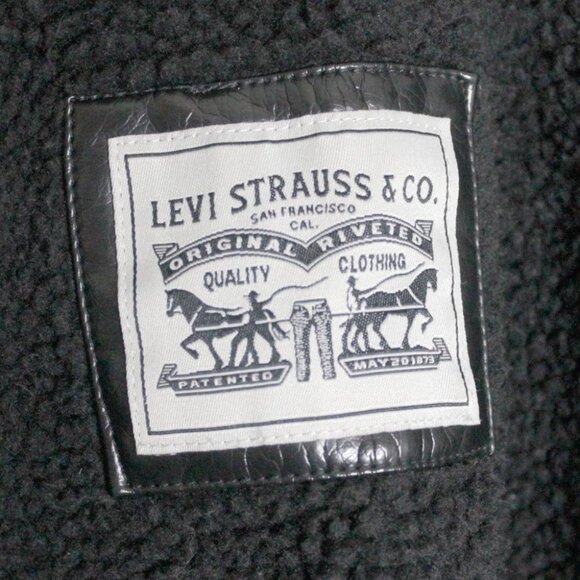 LEVI STRAUSS & CO.
SAN FRANCISCO
CAL.
ORIGINAL RIVETED
QUALITY CLOTHING
PATENTED MAY 20 1873